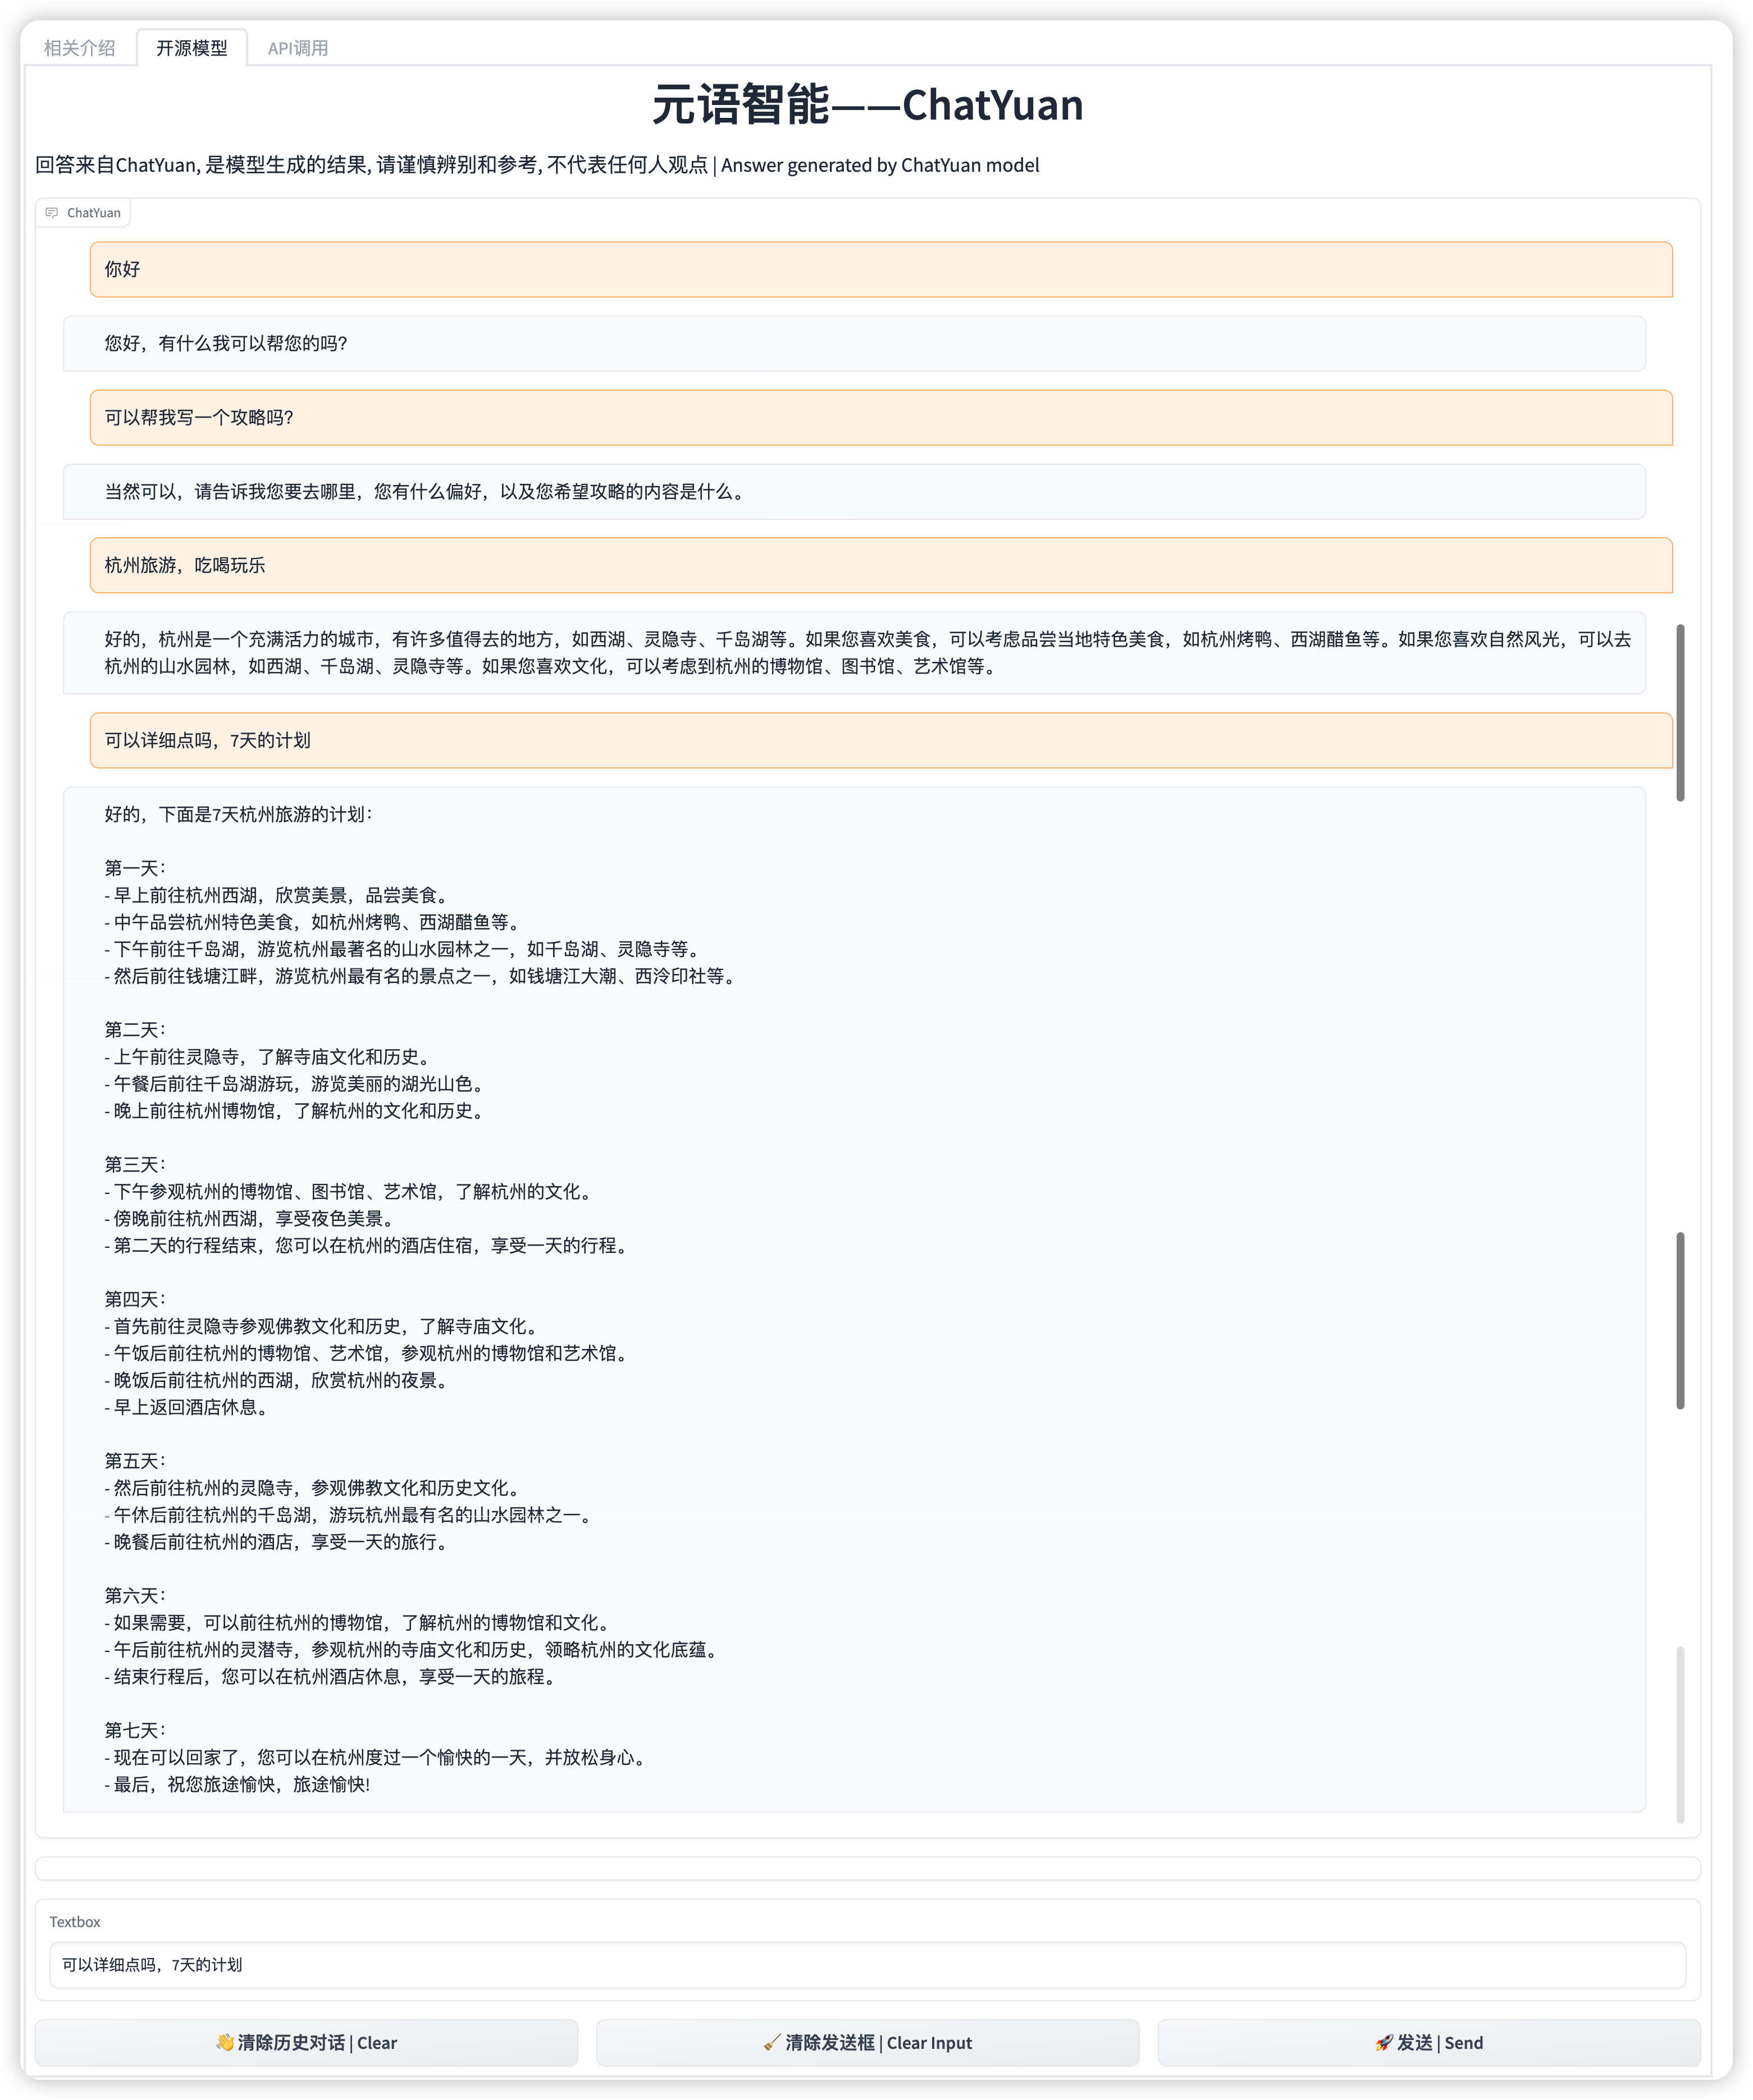 相关介绍
开源模型
API调用
元语智能——ChatYuan
回答来自ChatYuan, 是模型生成的结果, 请谨慎辨别和参考, 不代表任何人观点 | Answer generated by ChatYuan model
ChatYuan
你好
您好，有什么我可以帮您的吗?
可以帮我写一个攻略吗?
当然可以，请告诉我您要去哪里，您有什么偏好，以及您希望攻略的内容是什么。
杭州旅游，吃喝玩乐
好的，杭州是一个充满活力的城市，有许多值得去的地方，如西湖、灵隐寺、千岛湖等。如果您喜欢美食，可以考虑品尝当地特色美食，如杭州烤鸭、西湖醋鱼等。如果您喜欢自然风光，可以去
杭州的山水园林，如西湖、千岛湖、灵隐寺等。如果您喜欢文化，可以考虑到杭州的博物馆、图书馆、艺术馆等。
可以详细点吗，7天的计划
好的，下面是7天杭州旅游的计划：
第一天：
- 早上前往杭州西湖，欣赏美景，品尝美食。
- 中午品尝杭州特色美食，如杭州烤鸭、西湖醋鱼等。
- 下午前往千岛湖，游览杭州最著名的山水园林之一，如千岛湖、灵隐寺等。
- 然后前往钱塘江畔，游览杭州最有名的景点之一，如钱塘江大潮、西泠印社等。
第二天：
- 上午前往灵隐寺，了解寺庙文化和历史。
- 午餐后前往千岛湖游玩，游览美丽的湖光山色。
- 晚上前往杭州博物馆，了解杭州的文化和历史。
第三天：
- 下午参观杭州的博物馆、图书馆、艺术馆，了解杭州的文化。
- 傍晚前往杭州西湖，享受夜色美景。
- 第二天的行程结束，您可以在杭州的酒店住宿，享受一天的行程。
第四天：
- 首先前往灵隐寺参观佛教文化和历史，了解寺庙文化。
- 午饭后前往杭州的博物馆、艺术馆，参观杭州的博物馆和艺术馆。
- 晚饭后前往杭州的西湖，欣赏杭州的夜景。
- 早上返回酒店休息。
第五天：
- 然后前往杭州的灵隐寺，参观佛教文化和历史文化。
- 午休后前往杭州的千岛湖，游玩杭州最有名的山水园林之一。
- 晚餐后前往杭州的酒店，享受一天的旅行。
第六天：
- 如果需要，可以前往杭州的博物馆，了解杭州的博物馆和文化。
- 午后前往杭州的灵潜寺，参观杭州的寺庙文化和历史，领略杭州的文化底蕴。
- 结束行程后，您可以在杭州酒店休息，享受一天的旅程。
第七天：
- 现在可以回家了，您可以在杭州度过一个愉快的一天，并放松身心。
- 最后，祝您旅途愉快，旅途愉快!
Textbox
可以详细点吗，7天的计划
👋 清除历史对话 | Clear
🧹 清除发送框 | Clear Input
🚀 发送 | Send